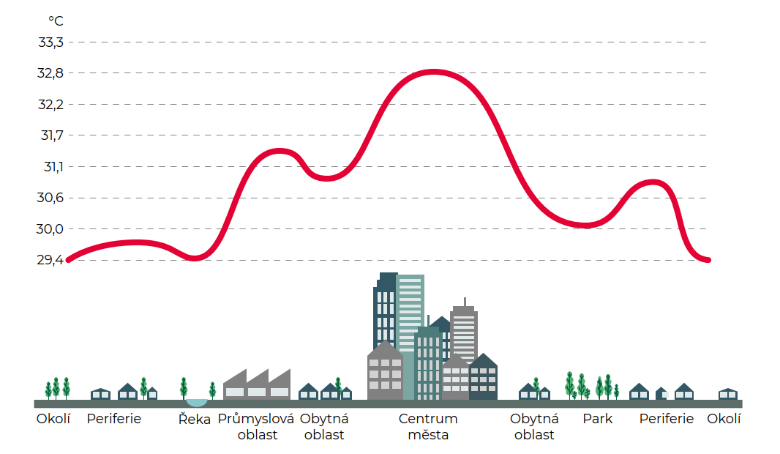 °C
33,3
32,8
32,2
31,7
31,1
30,6
30,0
29,4
Okolí Periferie Řeka Průmyslová Obytná Centrum Obytná Park Periferie Okolí
oblast oblast města oblast